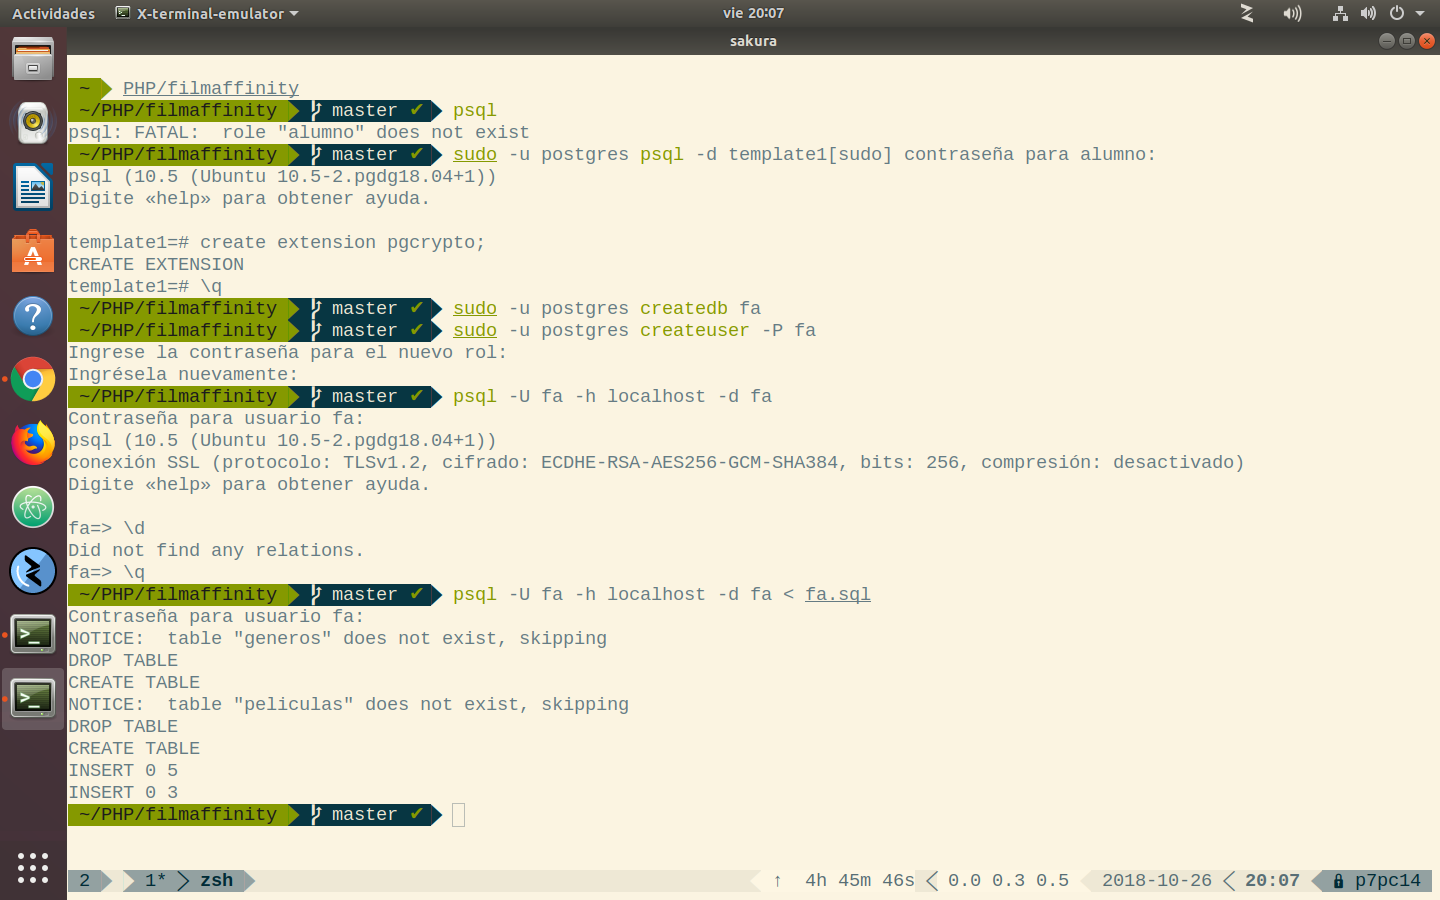 Actividades X-terminal-emulator vie 20:07
sakura
~ PHP/filmaffinity
~/PHP/filmaffinity master ✔ psql
psql: FATAL:  role "alumno" does not exist
~/PHP/filmaffinity master ✔ sudo -u postgres psql -d template1[sudo] contraseña para alumno:
psql (10.5 (Ubuntu 10.5-2.pgdg18.04+1))
Digite «help» para obtener ayuda.
template1=# create extension pgcrypto;
CREATE EXTENSION
template1=# \q
~/PHP/filmaffinity master ✔ sudo -u postgres createdb fa
~/PHP/filmaffinity master ✔ sudo -u postgres createuser -P fa
Ingrese la contraseña para el nuevo rol:
Ingrésela nuevamente:
~/PHP/filmaffinity master ✔ psql -U fa -h localhost -d fa
Contraseña para usuario fa:
psql (10.5 (Ubuntu 10.5-2.pgdg18.04+1))
conexión SSL (protocolo: TLSv1.2, cifrado: ECDHE-RSA-AES256-GCM-SHA384, bits: 256, compresión: desactivado)
Digite «help» para obtener ayuda.
fa=> \d
Did not find any relations.
fa=> \q
~/PHP/filmaffinity master ✔ psql -U fa -h localhost -d fa < fa.sql
Contraseña para usuario fa:
NOTICE:  table "generos" does not exist, skipping
DROP TABLE
CREATE TABLE
NOTICE:  table "peliculas" does not exist, skipping
DROP TABLE
CREATE TABLE
INSERT 0 5
INSERT 0 3
~/PHP/filmaffinity master ✔
2 1* zsh ↑ 4h 45m 46s 0.0 0.3 0.5 2018-10-26 20:07 p7pc14